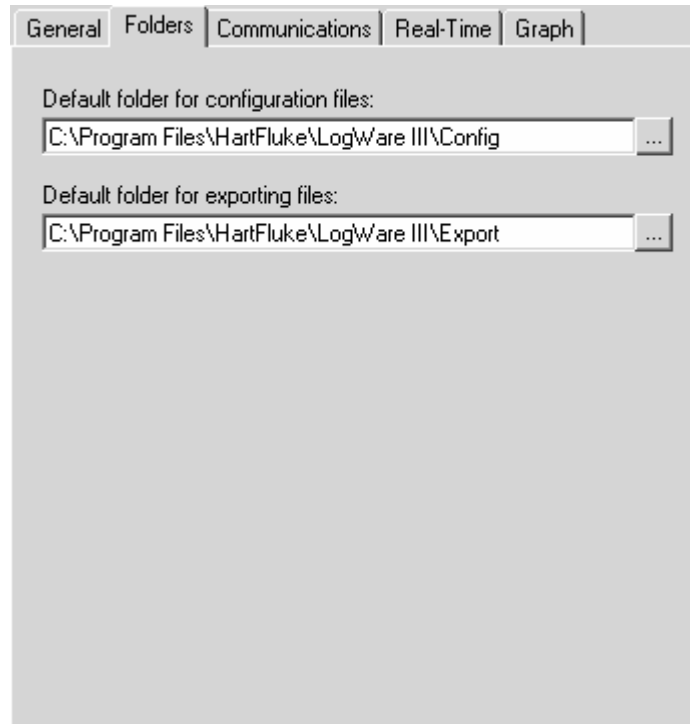 General Folders Communications Real-Time Graph
Default folder for configuration files:
C:\Program Files\HartFluke\LogWare III\Config ...
Default folder for exporting files:
C:\Program Files\HartFluke\LogWare III\Export ...